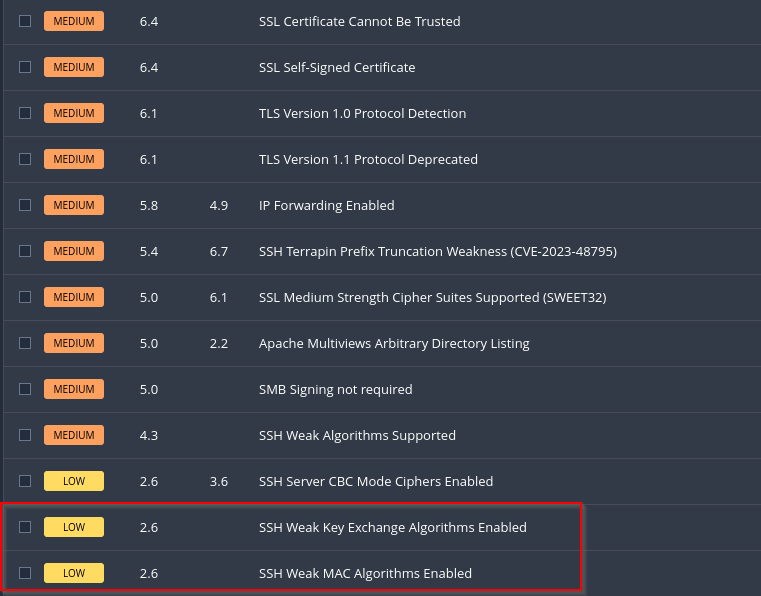 MEDIUM 6.4 SSL Certificate Cannot Be Trusted
MEDIUM 6.4 SSL Self-Signed Certificate
MEDIUM 6.1 TLS Version 1.0 Protocol Detection
MEDIUM 6.1 TLS Version 1.1 Protocol Deprecated
MEDIUM 5.8 4.9 IP Forwarding Enabled
MEDIUM 5.4 6.7 SSH Terrapin Prefix Truncation Weakness (CVE-2023-48795)
MEDIUM 5.0 6.1 SSL Medium Strength Cipher Suites Supported (SWEET32)
MEDIUM 5.0 2.2 Apache Multiviews Arbitrary Directory Listing
MEDIUM 5.0 SMB Signing not required
MEDIUM 4.3 SSH Weak Algorithms Supported
LOW 2.6 3.6 SSH Server CBC Mode Ciphers Enabled
LOW 2.6 SSH Weak Key Exchange Algorithms Enabled
LOW 2.6 SSH Weak MAC Algorithms Enabled